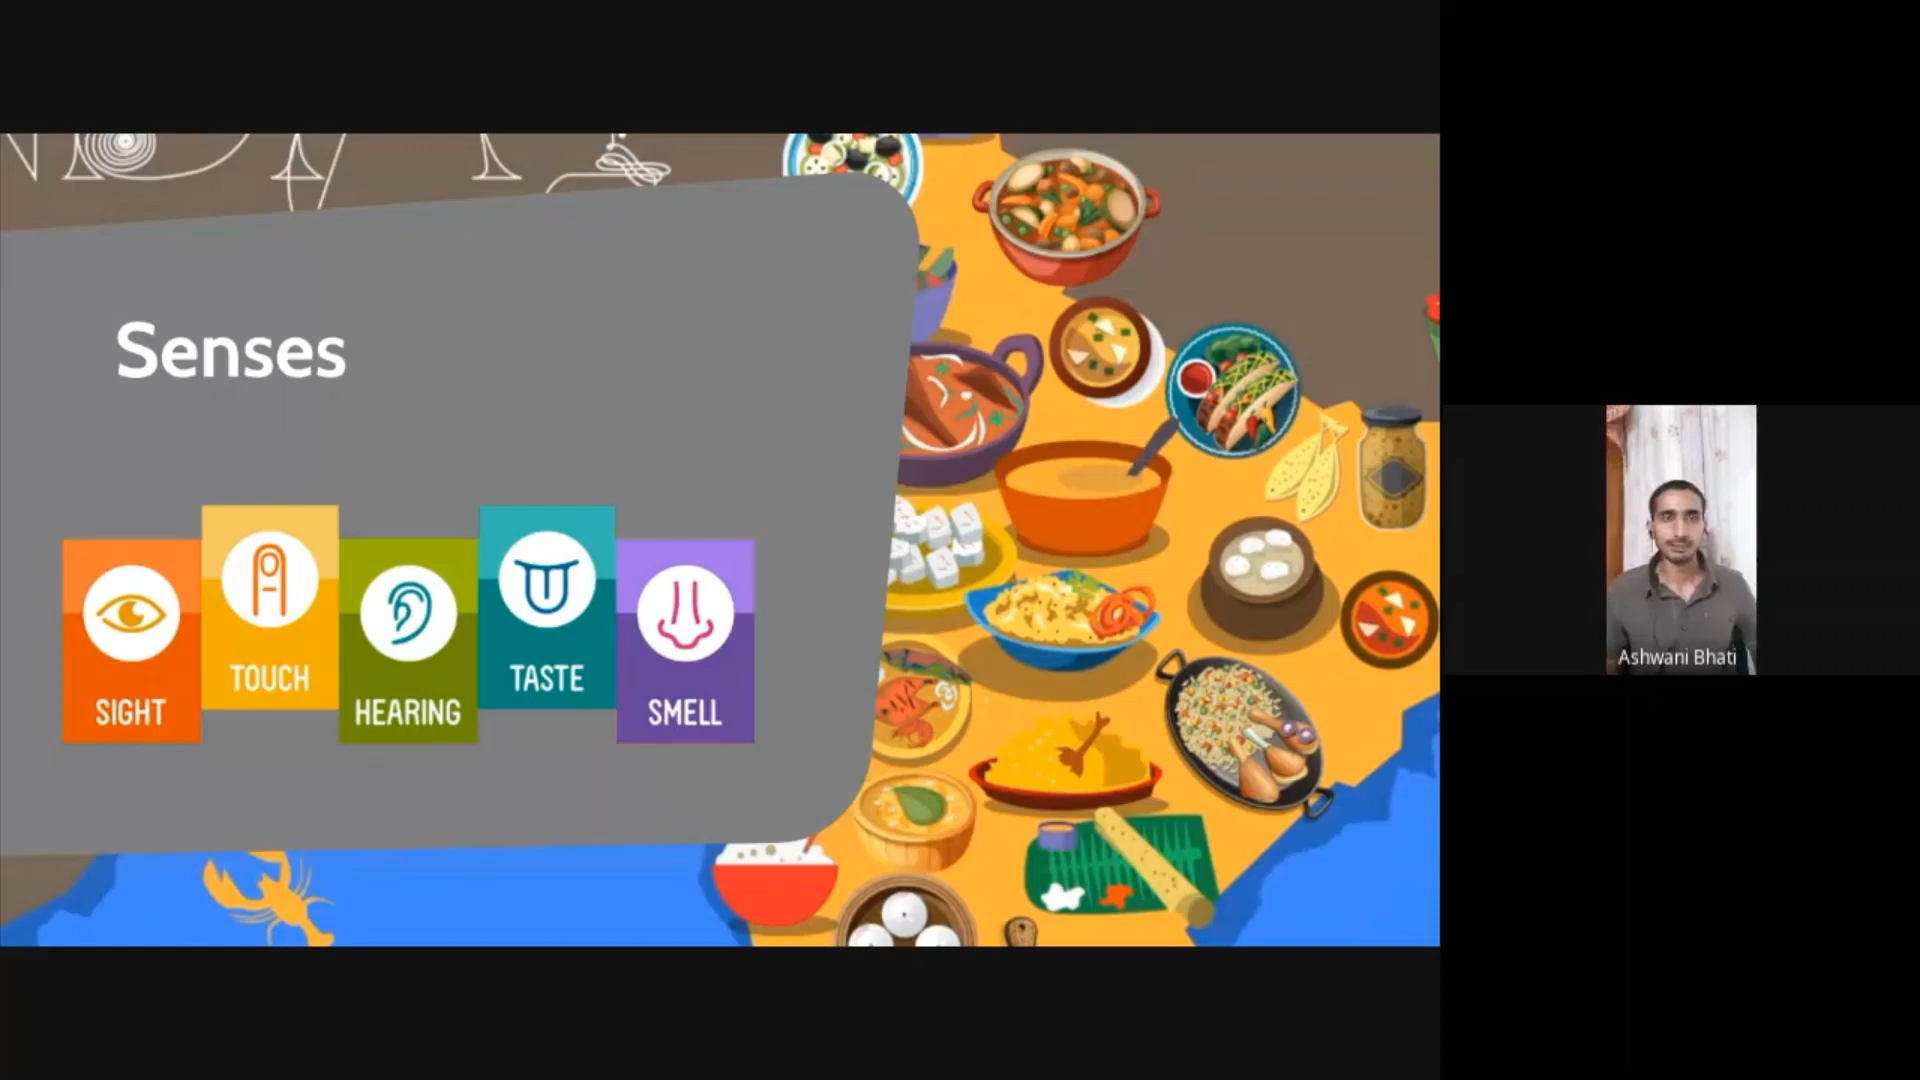 Senses
SIGHT
TOUCH
HEARING
TASTE
SMELL
Ashwani Bhati